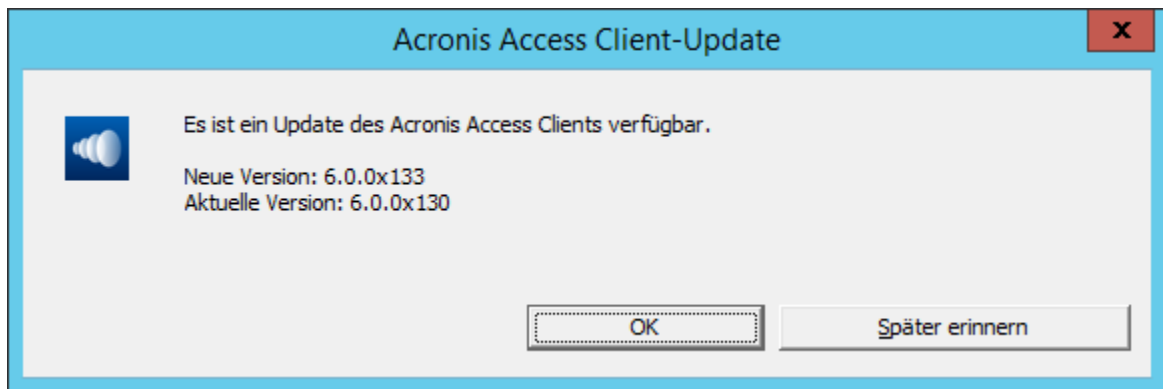 Acronis Access Client-Update
x
Es ist ein Update des Acronis Access Clients verfügbar.
Neue Version: 6.0.0x133
Aktuelle Version: 6.0.0x130
OK
Später erinnern